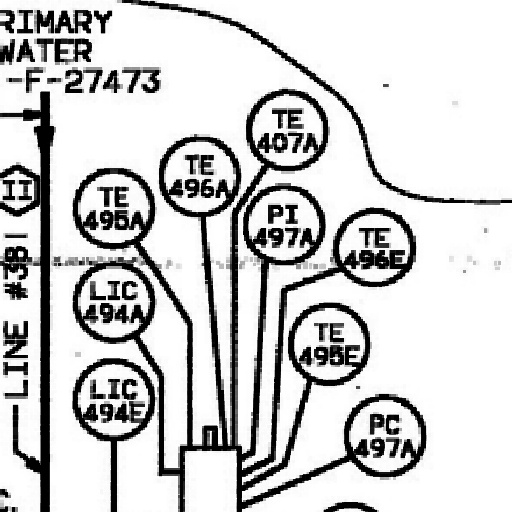 RIMARY
WATER
-F-27473
TE
407A
TE
496A
TE
495A
PI
497A
II
TE
496E
LIC
494A
TE
495E
LINE #381
LIC
494E
PC
497A